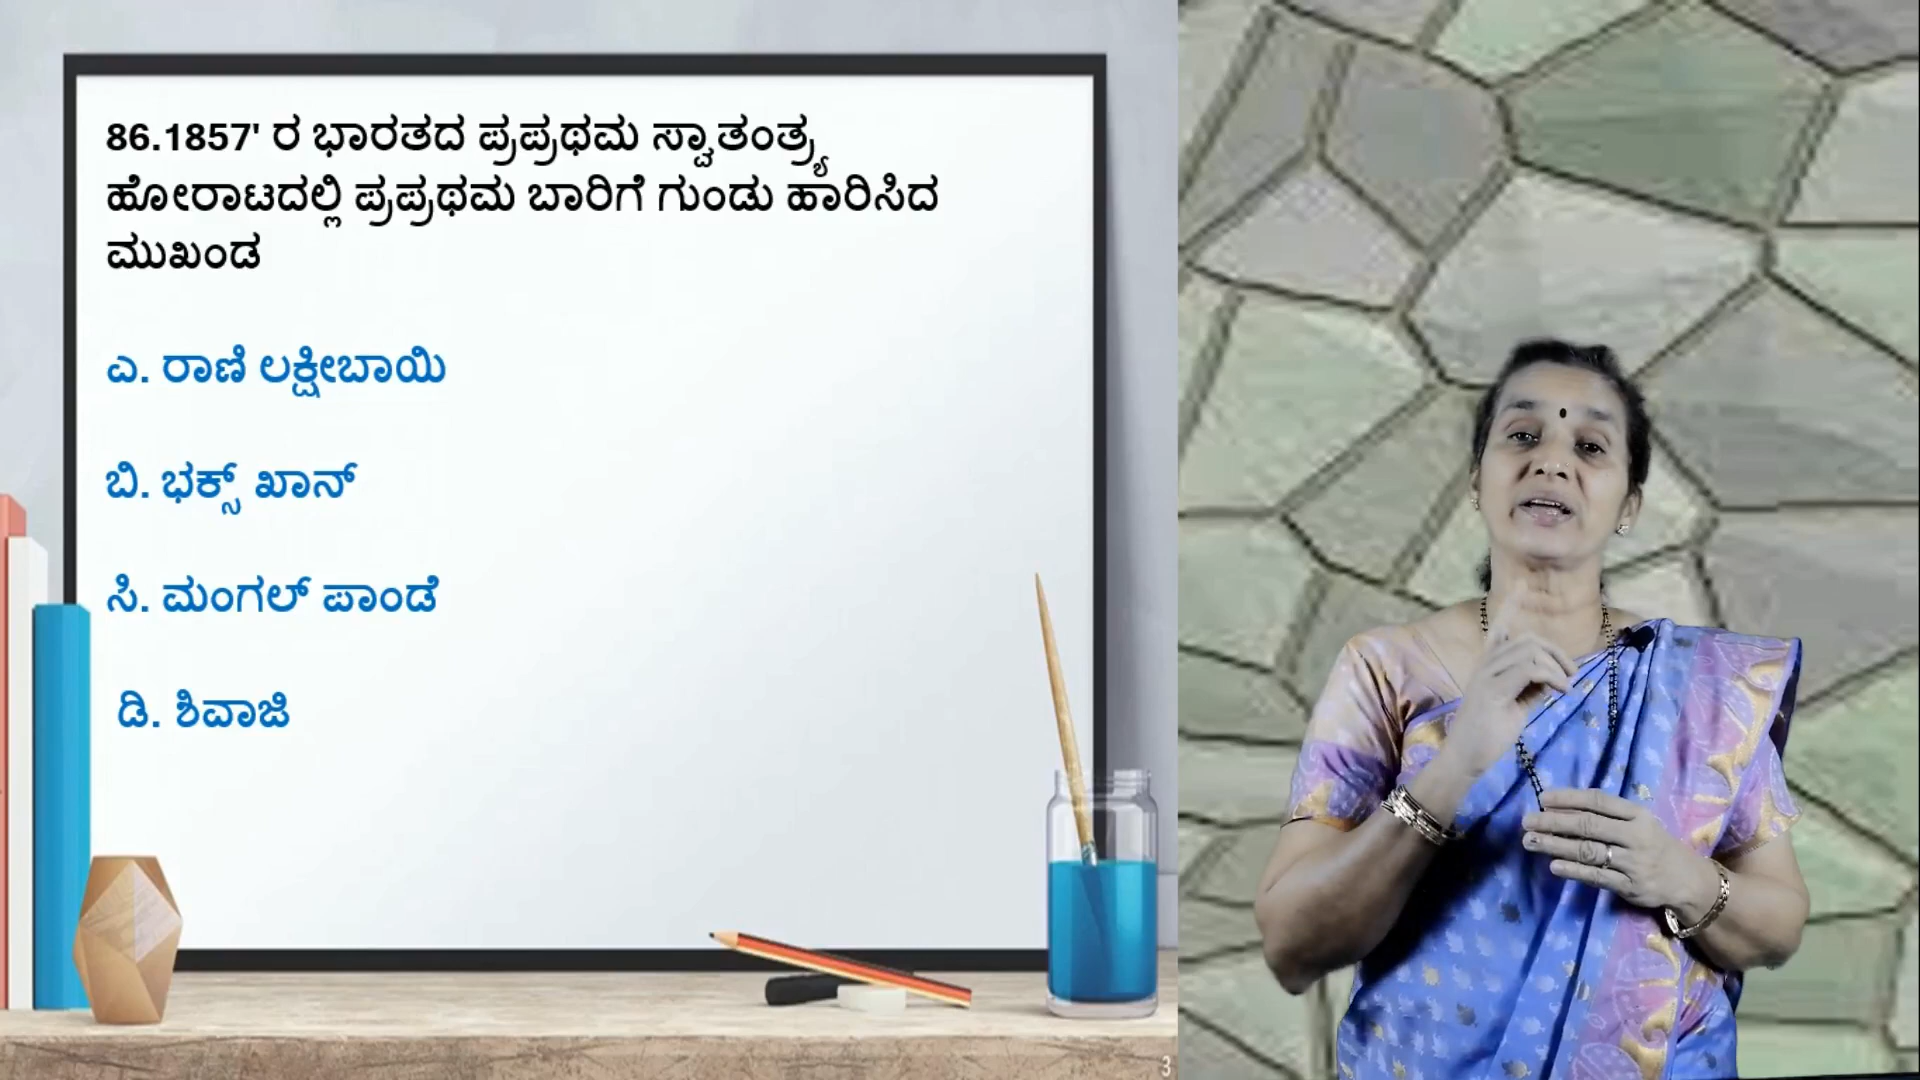 86.1857' ರ ಭಾರತದ ಪ್ರಪ್ರಥಮ ಸ್ವಾತಂತ್ರ್ಯ
ಹೋರಾಟದಲ್ಲಿ ಪ್ರಪ್ರಥಮ ಬಾರಿಗೆ ಗುಂಡು ಹಾರಿಸಿದ
ಮುಖಂಡ
ಎ. ರಾಣಿ ಲಕ್ಷೀಬಾಯಿ
ಬಿ. ಭಕ್ಸ್ ಖಾನ್
ಸಿ. ಮಂಗಲ್ ಪಾಂಡೆ
ಡಿ. ಶಿವಾಜಿ
3